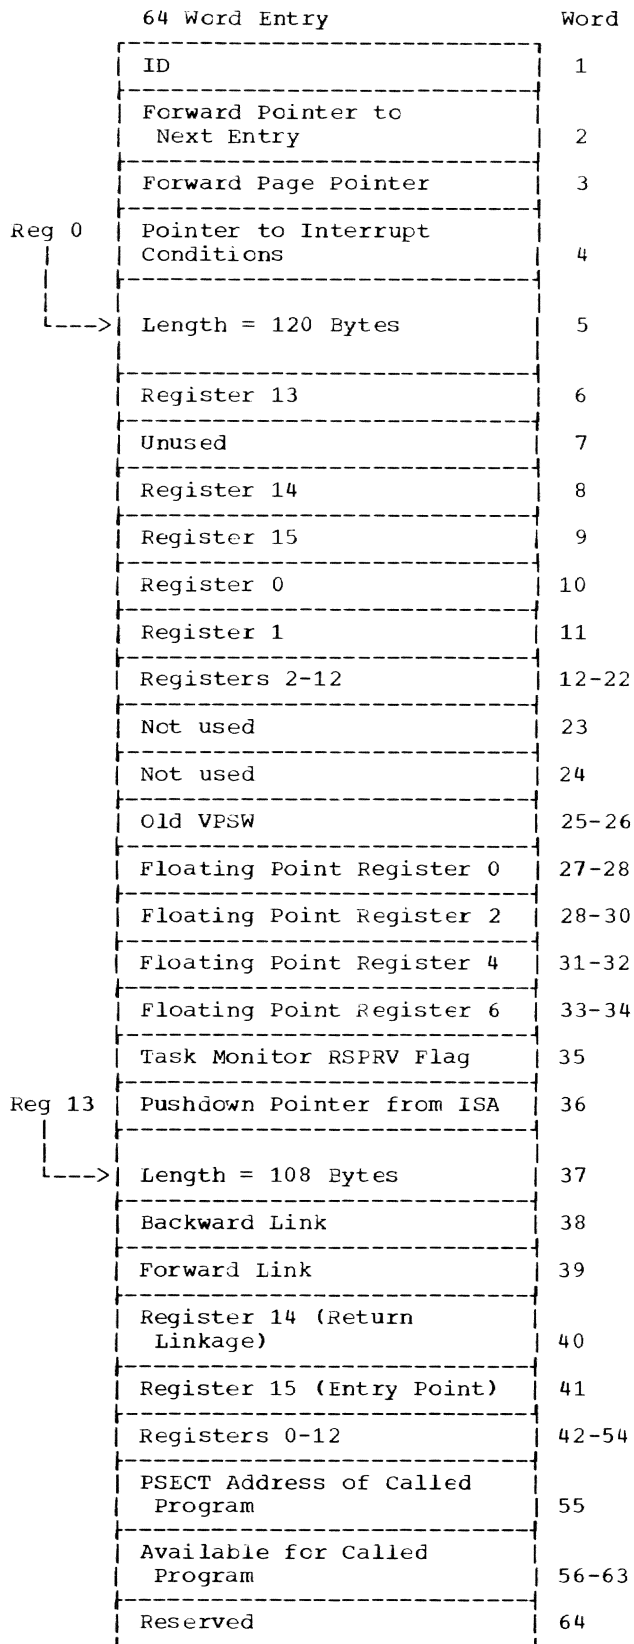 64 Word Entry Word
ID 1
Forward Pointer to
Next Entry 2
Forward Page Pointer 3
Reg 0 Pointer to Interrupt
Conditions 4
Length = 120 Bytes 5
Register 13 6
Unused 7
Register 14 8
Register 15 9
Register 0 10
Register 1 11
Registers 2-12 12-22
Not used 23
Not used 24
Old VPSW 25-26
Floating Point Register 0 27-28
Floating Point Register 2 28-30
Floating Point Register 4 31-32
Floating Point Register 6 33-34
Task Monitor RSPRV Flag 35
Reg 13 Pushdown Pointer from ISA 36
Length = 108 Bytes 37
Backward Link 38
Forward Link 39
Register 14 (Return
Linkage) 40
Register 15 (Entry Point) 41
Registers 0-12 42-54
PSECT Address of Called
Program 55
Available for Called
Program 56-63
Reserved 64